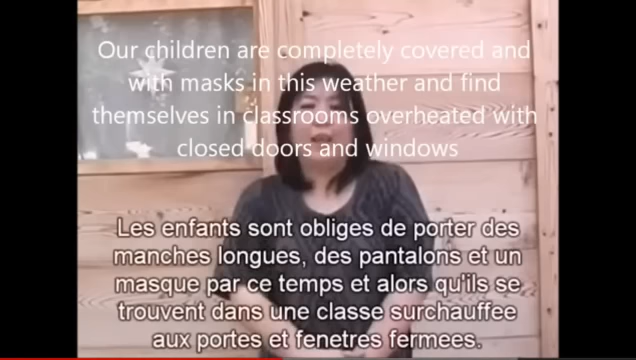 Our children are completely covered and
with masks in this weather and find
themselves in classrooms overheated with
closed doors and windows
Les enfants sont obliges de porter des
manches longues, des pantalons et un
masque par ce temps et alors qu'ils se
trouvent dans une classe surchauffee
aux portes et fenetres fermees.